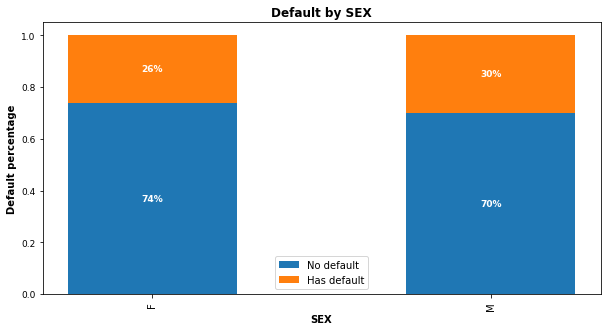 Default by SEX
1.0
0.8
0.6
0.4
0.2
0.0
Default percentage
26%
30%
74%
70%
No default
Has default
F
M
SEX